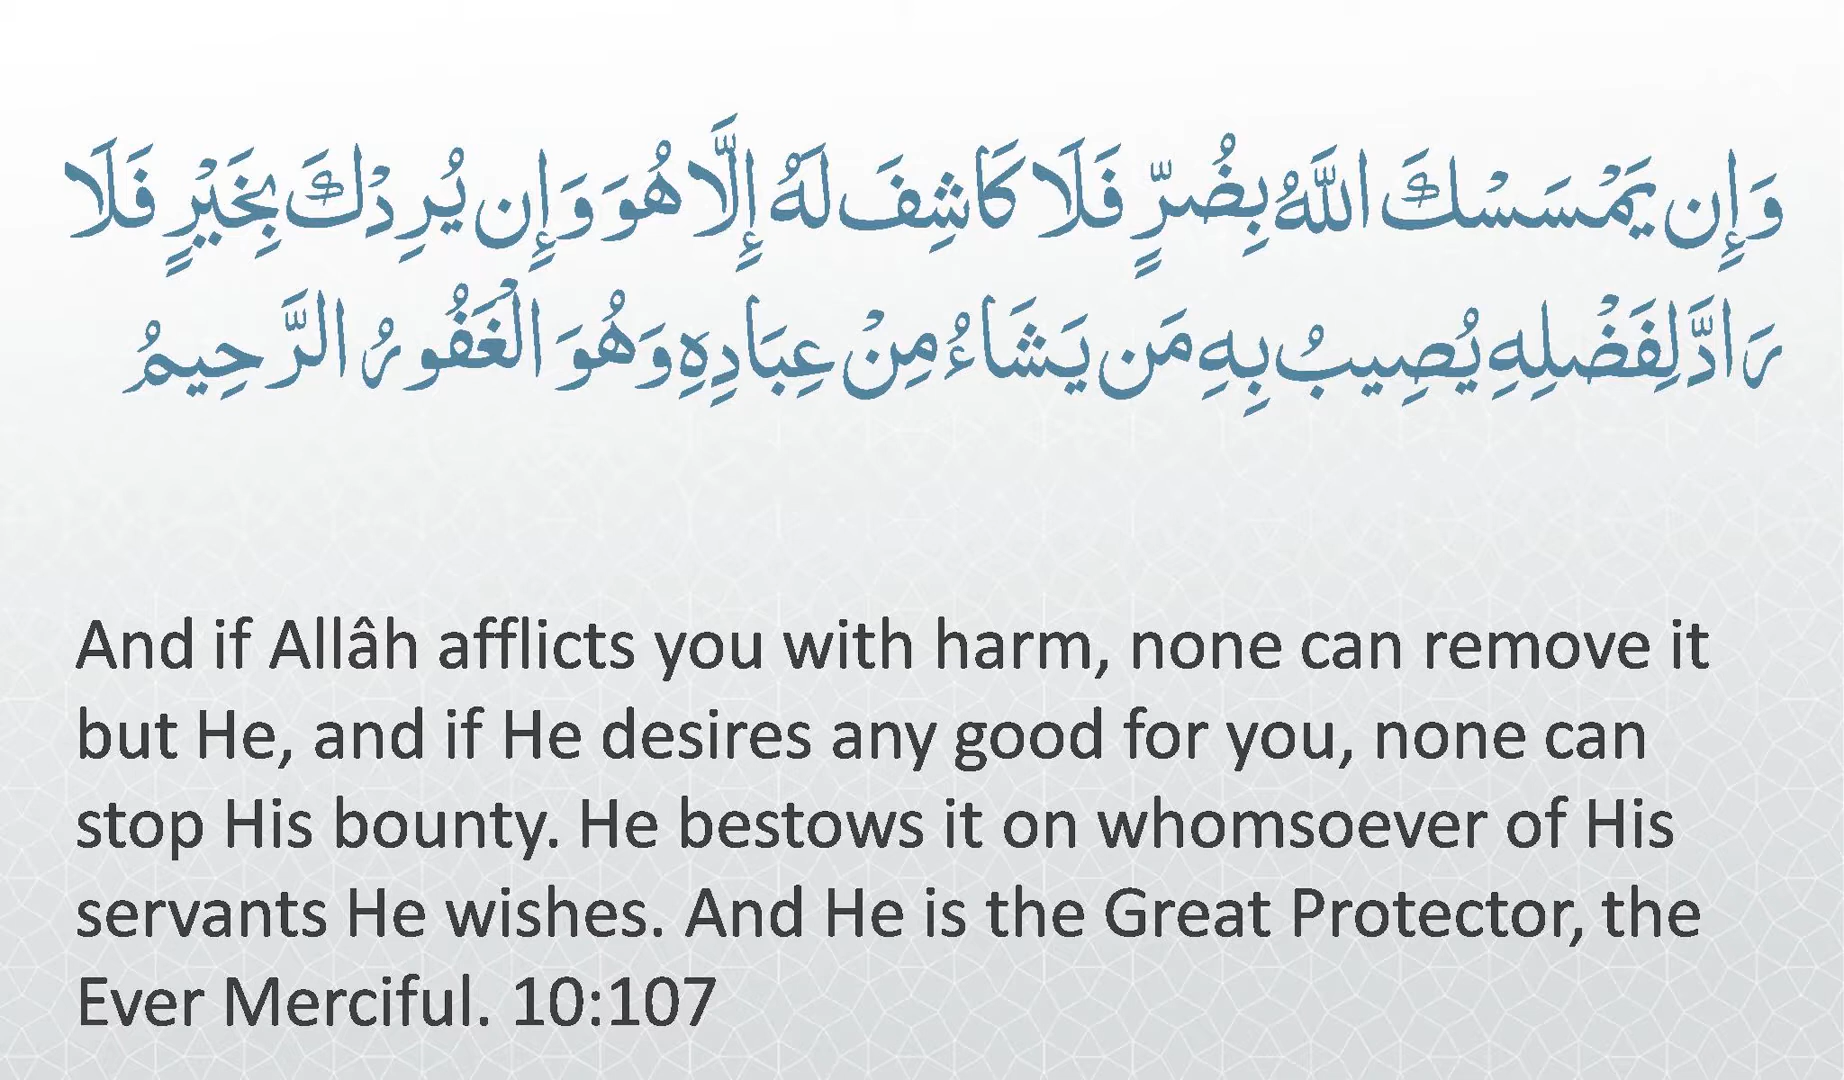 وَإِن يَمْسَسْكَ اللَّهُ بِضُرٍّ فَلَا كَاشِفَ لَهُ إِلَّا هُوَ وَإِن يُرِدْكَ بِخَيْرٍ فَلَا
رَادَّ لِفَضْلِهِ يُصِيبُ بِهِ مَن يَشَاءُ مِنْ عِبَادِهِ وَهُوَ الْغَفُورُ الرَّحِيمُ
And if Allâh afflicts you with harm, none can remove it
but He, and if He desires any good for you, none can
stop His bounty. He bestows it on whomsoever of His
servants He wishes. And He is the Great Protector, the
Ever Merciful. 10:107